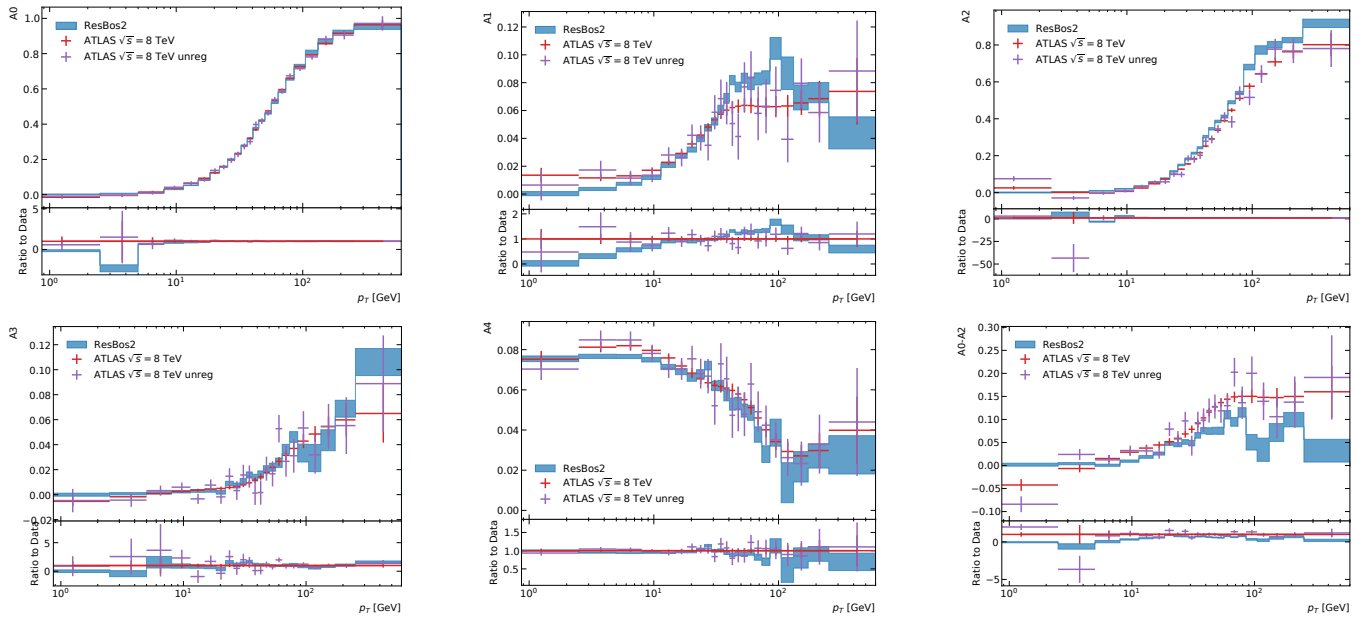 A0
ResBos2
ATLAS √s = 8 TeV
ATLAS √s = 8 TeV unreg
1.0
0.8
0.6
0.4
0.2
0.0
Ratio to Data
5
0
10⁰
10¹
10²
p_T [GeV]
A1
ResBos2
ATLAS √s = 8 TeV
ATLAS √s = 8 TeV unreg
0.12
0.10
0.08
0.06
0.04
0.02
0.00
Ratio to Data
2
1
0
10⁰
10¹
10²
p_T [GeV]
A2
ResBos2
ATLAS √s = 8 TeV
ATLAS √s = 8 TeV unreg
0.8
0.6
0.4
0.2
0.0
Ratio to Data
0
−25
−50
10⁰
10¹
10²
p_T [GeV]
A3
ResBos2
ATLAS √s = 8 TeV
ATLAS √s = 8 TeV unreg
0.12
0.10
0.08
0.06
0.04
0.02
0.00
−0.02
Ratio to Data
5
0
10⁰
10¹
10²
p_T [GeV]
A4
0.08
0.06
0.04
0.02
0.00
ResBos2
ATLAS √s = 8 TeV
ATLAS √s = 8 TeV unreg
Ratio to Data
1.5
1.0
0.5
10⁰
10¹
10²
p_T [GeV]
A0-A2
ResBos2
ATLAS √s = 8 TeV
ATLAS √s = 8 TeV unreg
0.30
0.25
0.20
0.15
0.10
0.05
0.00
−0.05
−0.10
Ratio to Data
0
−5
10⁰
10¹
10²
p_T [GeV]